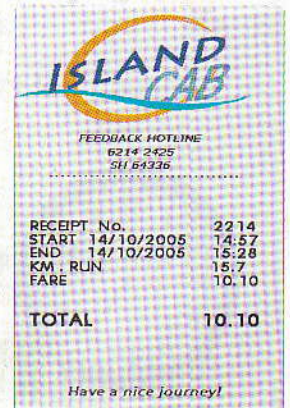 ISLAND
CAB
FEEDBACK HOTLINE
6214 2425
SH 64336
RECEIPT No. 2214
START 14/10/2005 14:57
END 14/10/2005 15:28
KM . RUN 15.7
FARE 10.10
TOTAL 10.10
Have a nice journey!